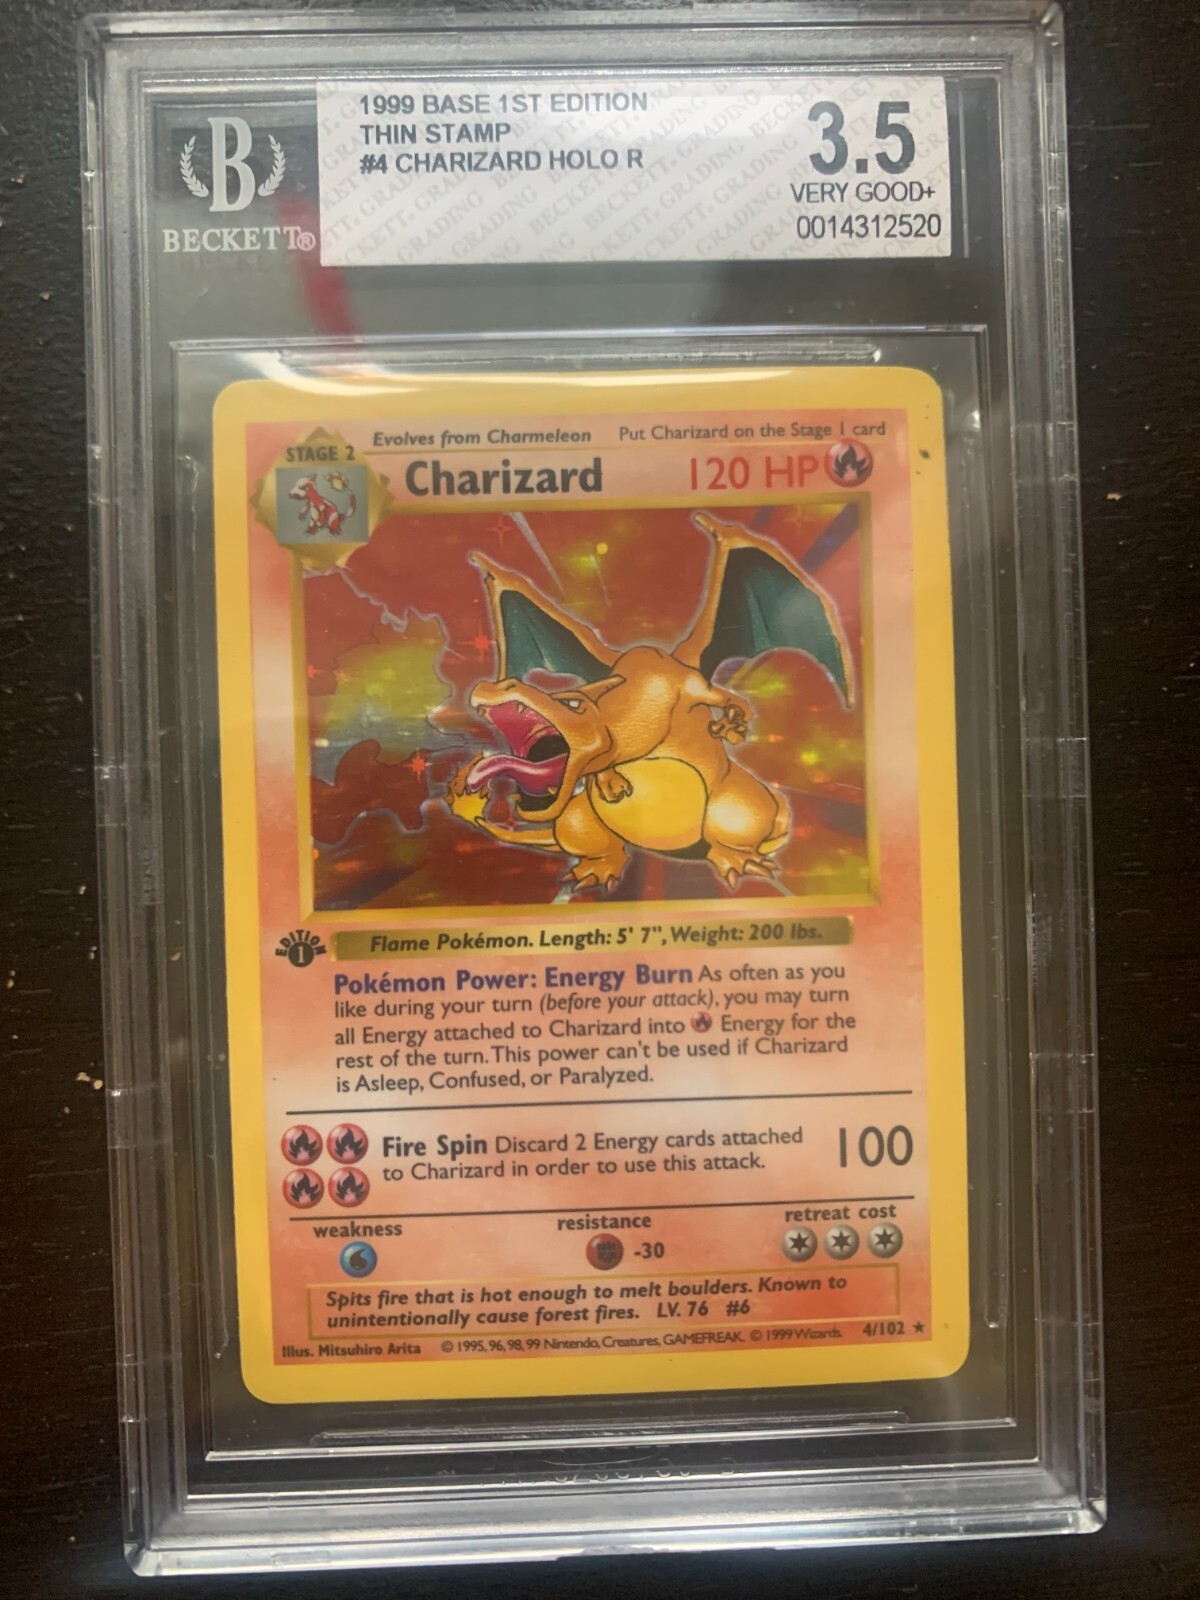 1999 BASE 1ST EDITION
THIN STAMP
#4 CHARIZARD HOLO R
3.5
VERY GOOD+
0014312520
B
BECKETT®
STAGE 2
Evolves from Charmeleon
Put Charizard on the Stage 1 card
Charizard
120 HP
EDITION
1
Flame Pokémon. Length: 5' 7", Weight: 200 lbs.
Pokémon Power: Energy Burn As often as you
like during your turn (before your attack), you may turn
all Energy attached to Charizard into Energy for the
rest of the turn. This power can't be used if Charizard
is Asleep, Confused, or Paralyzed.
Fire Spin Discard 2 Energy cards attached
to Charizard in order to use this attack.
100
weakness
resistance
retreat cost
-30
Spits fire that is hot enough to melt boulders. Known to
unintentionally cause forest fires. LV. 76 #6
Illus. Mitsuhiro Arita
© 1995, 96, 98, 99 Nintendo, Creatures, GAMEFREAK. © 1999 Wizards.
4/102 ★